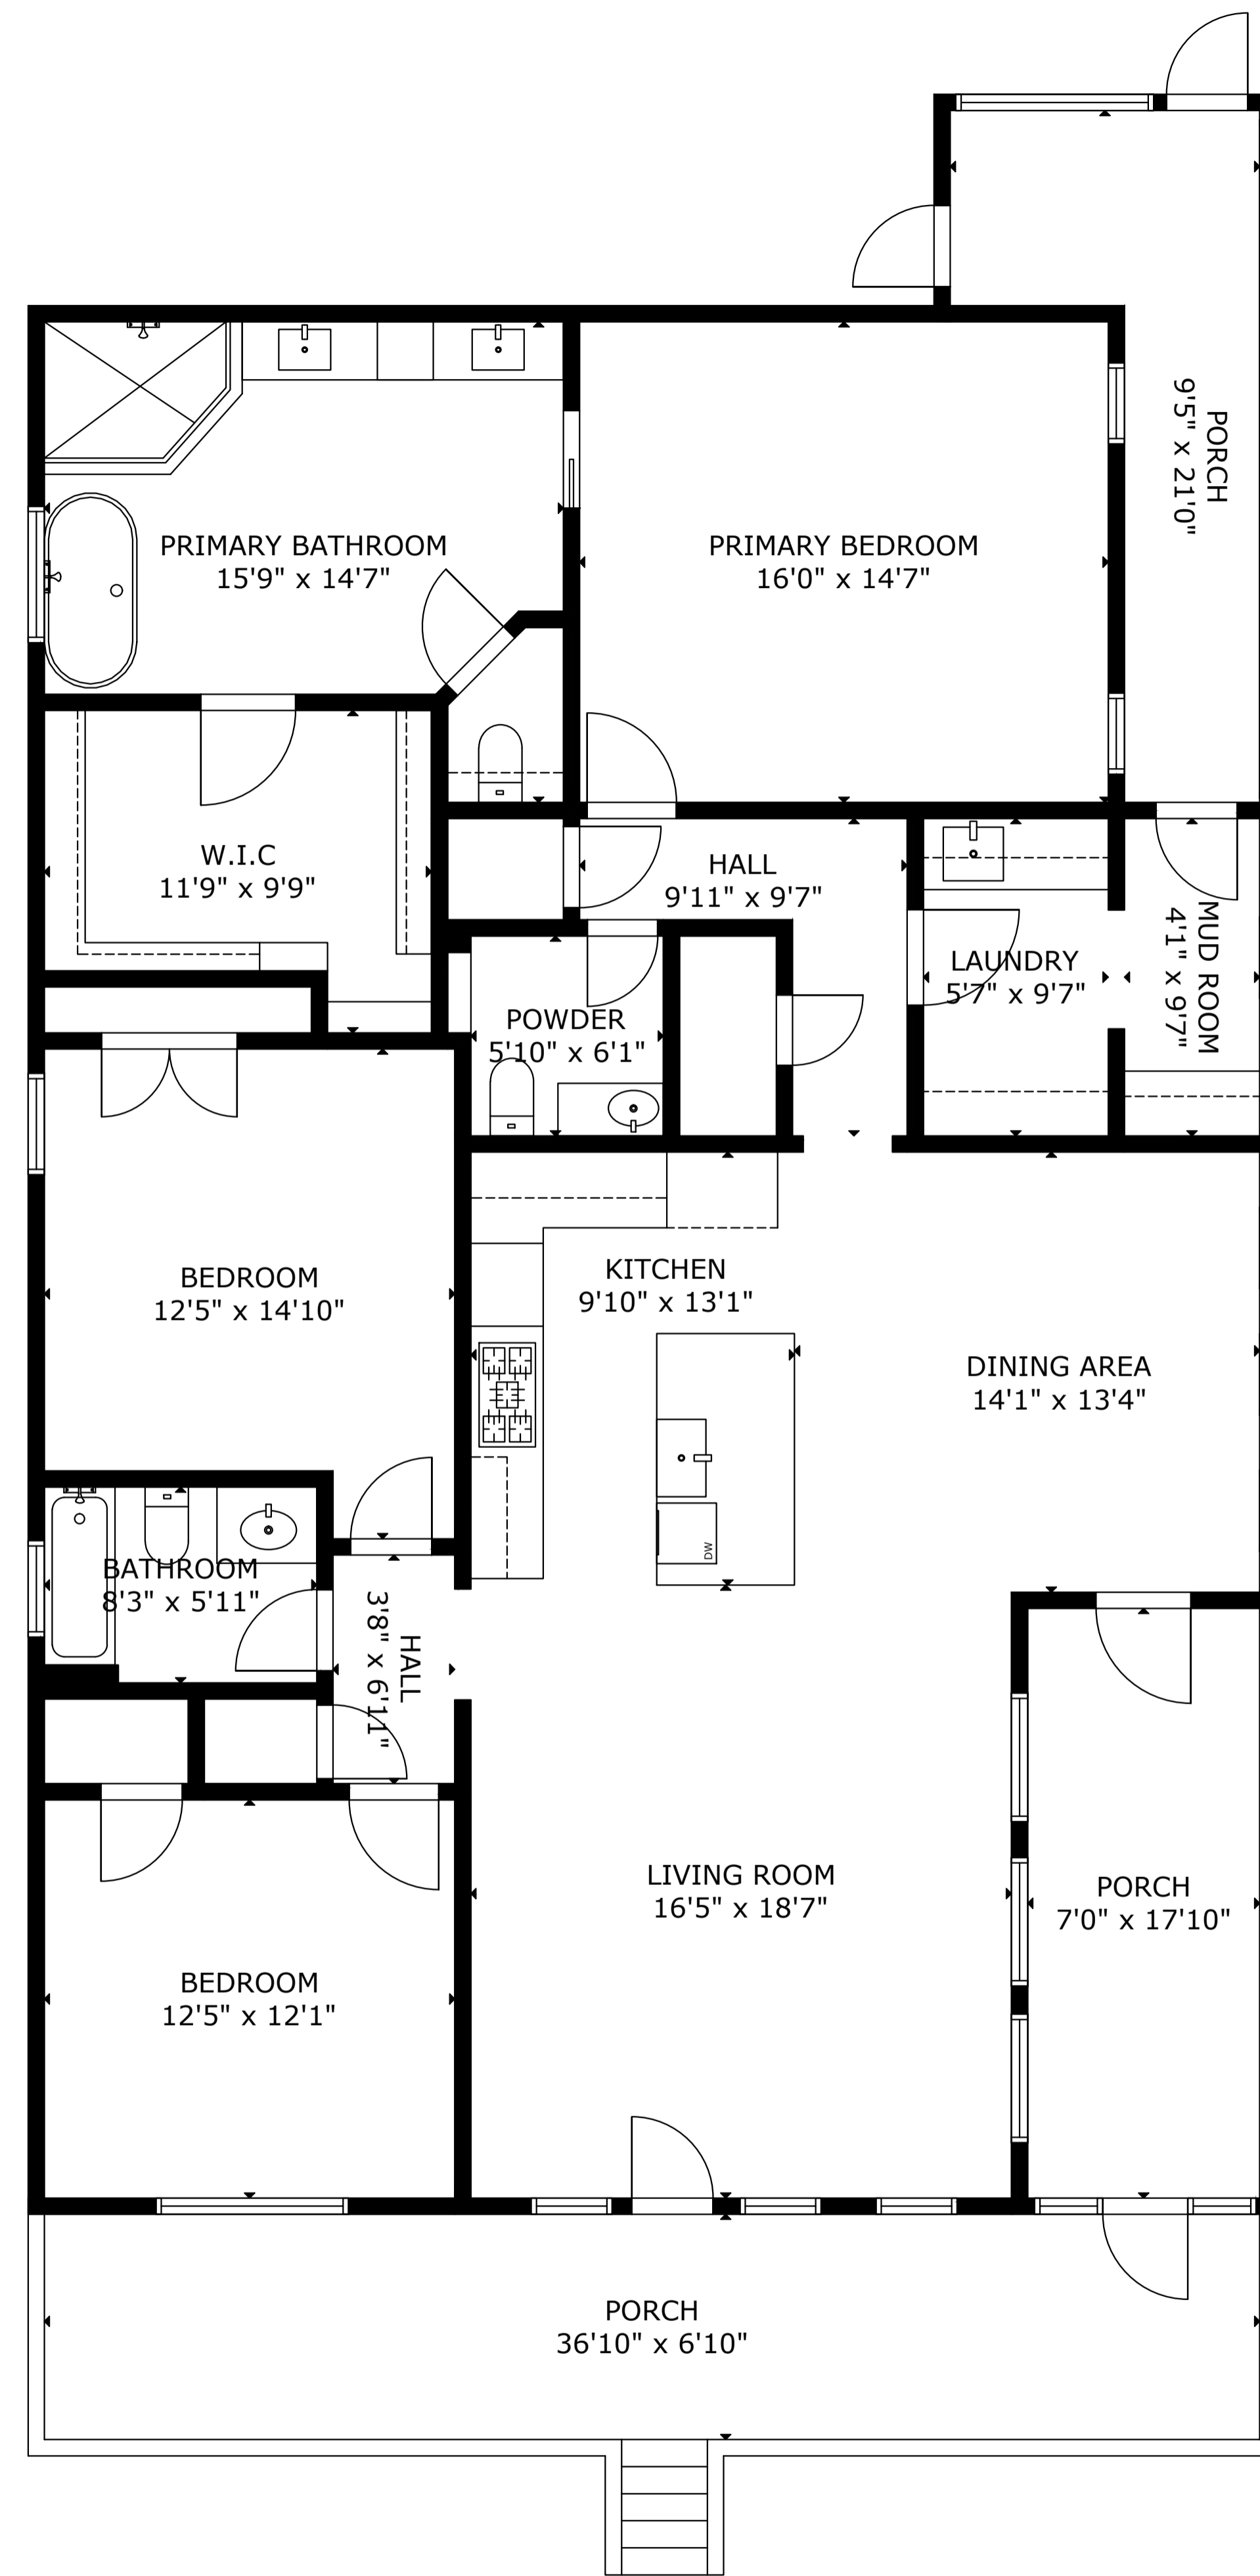 PORCH
9'5" x 21'0"
PRIMARY BATHROOM
15'9" x 14'7"
PRIMARY BEDROOM
16'0" x 14'7"
W.I.C
11'9" x 9'9"
HALL
9'11" x 9'7"
LAUNDRY
5'7" x 9'7"
MUD ROOM
4'1" x 9'7"
POWDER
5'10" x 6'1"
BEDROOM
12'5" x 14'10"
KITCHEN
9'10" x 13'1"
DINING AREA
14'1" x 13'4"
DW
BATHROOM
8'3" x 5'11"
HALL
3'8" x 6'11"
LIVING ROOM
16'5" x 18'7"
PORCH
7'0" x 17'10"
BEDROOM
12'5" x 12'1"
PORCH
36'10" x 6'10"